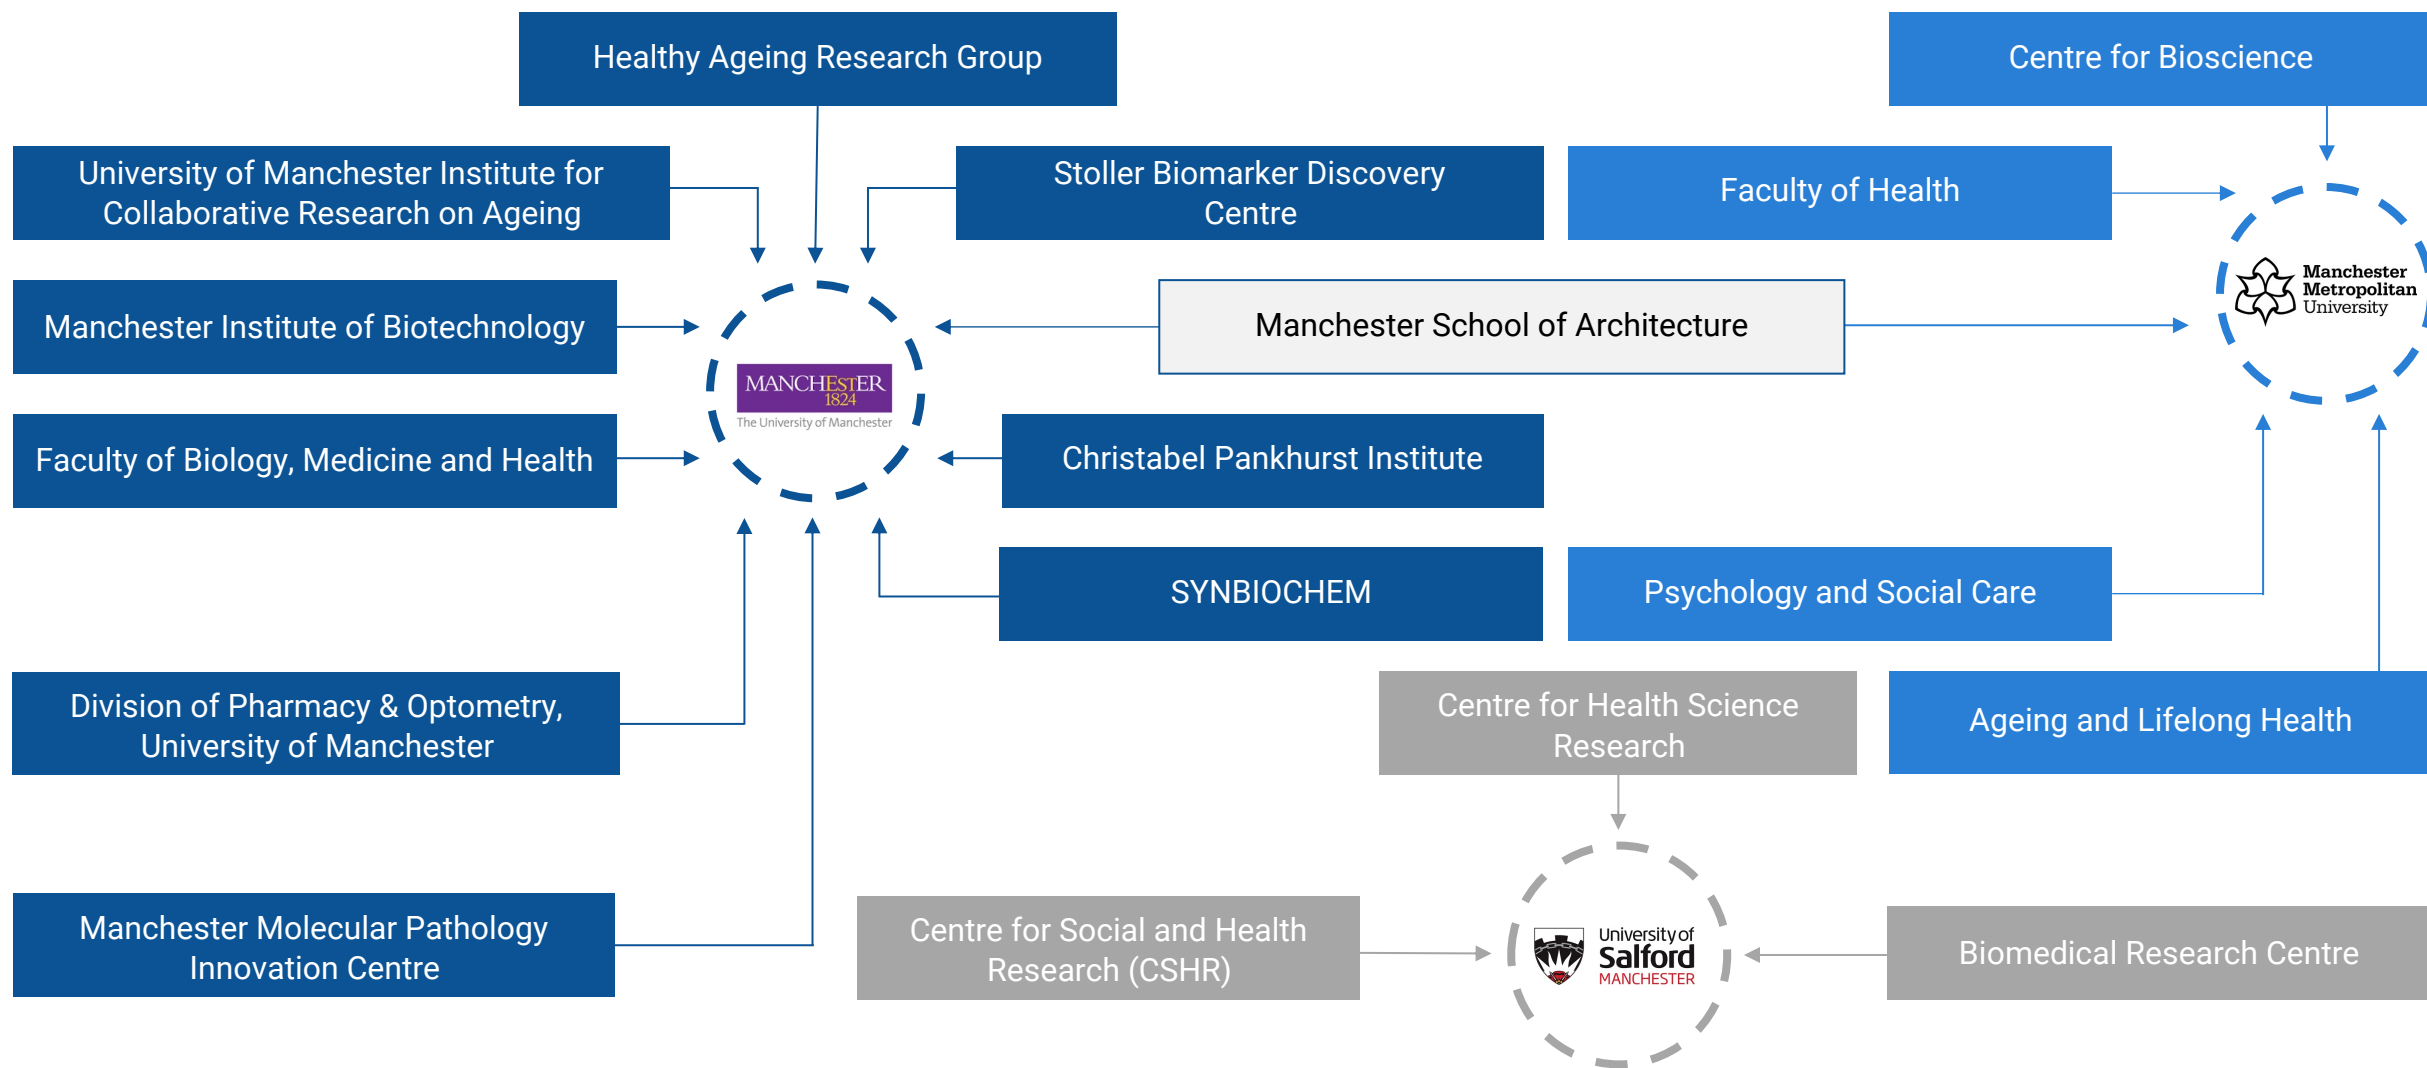 Healthy Ageing Research Group
Centre for Bioscience
University of Manchester Institute for
Collaborative Research on Ageing
Stoller Biomarker Discovery
Centre
Faculty of Health
Manchester Institute of Biotechnology
Manchester School of Architecture
Manchester
Metropolitan
University
MANCHESTER
1824
The University of Manchester
Faculty of Biology, Medicine and Health
Christabel Pankhurst Institute
SYNBIOCHEM
Psychology and Social Care
Division of Pharmacy & Optometry,
University of Manchester
Centre for Health Science
Research
Ageing and Lifelong Health
Manchester Molecular Pathology
Innovation Centre
Centre for Social and Health
Research (CSHR)
University of
Salford
MANCHESTER
Biomedical Research Centre